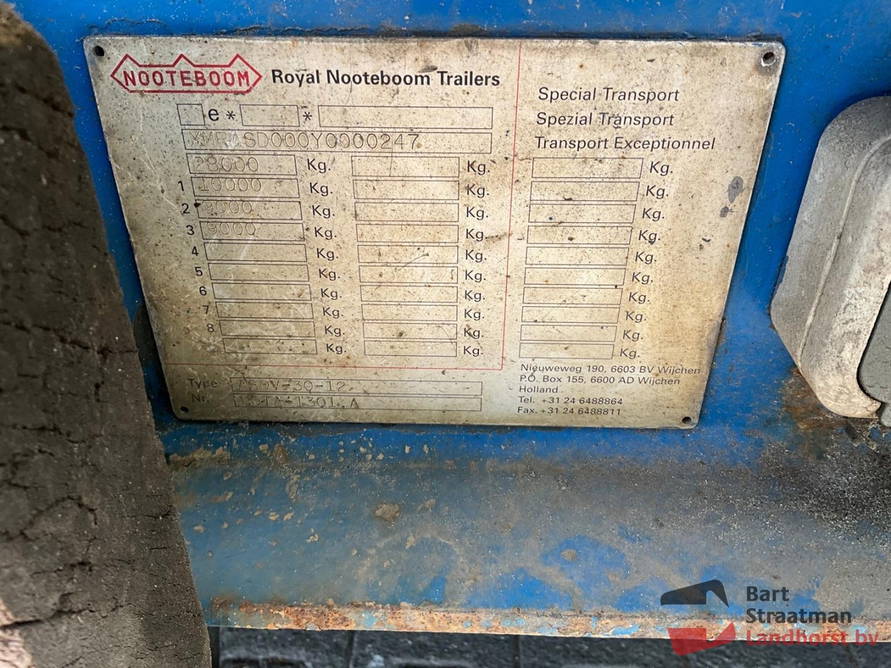 NOOTEBOOM Royal Nooteboom Trailers
Special Transport
Spezial Transport
Transport Exceptionnel
e* *
Kg. Kg. Kg.
1 10000 Kg. Kg. Kg.
2 9000 Kg. Kg. Kg.
3 9000 Kg. Kg. Kg.
4 Kg. Kg. Kg.
5 Kg. Kg. Kg.
6 Kg. Kg. Kg.
7 Kg. Kg. Kg.
8 Kg. Kg. Kg.
Kg. Kg. Kg.
Type
Nr.
Nieuweweg 190, 6603 BV Wijchen
P.O. Box 155, 6600 AD Wijchen
Holland
Tel. +31 24 6488864
Fax. +31 24 6488811
Bart
Straatman
Landhorst bv